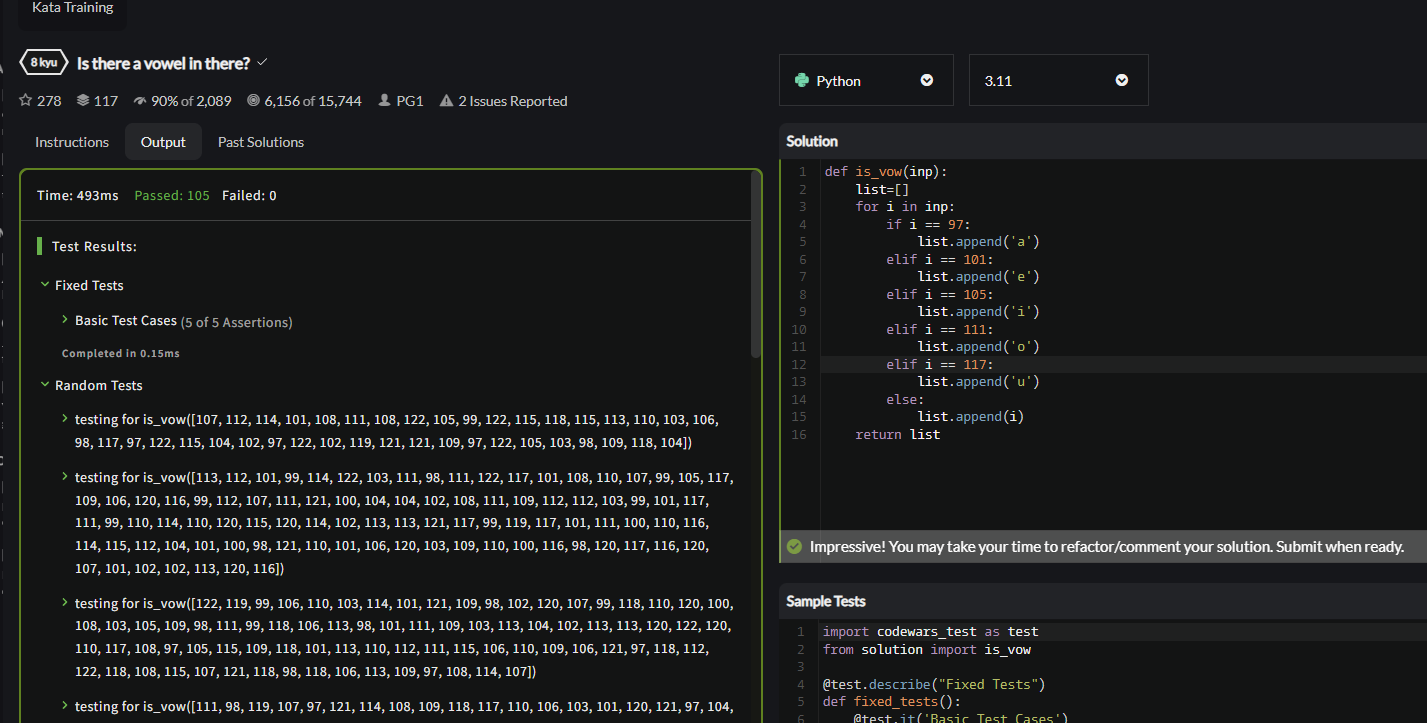 Kata Training
8 kyu Is there a vowel in there?
278 117 90% of 2,089 6,156 of 15,744 PG1 2 Issues Reported
Python 3.11
Instructions Output Past Solutions
Time: 493ms Passed: 105 Failed: 0
Test Results:
Fixed Tests
Basic Test Cases (5 of 5 Assertions)
Completed in 0.15ms
Random Tests
testing for is_vow([107, 112, 114, 101, 108, 111, 108, 122, 105, 99, 122, 115, 118, 115, 113, 110, 103, 106,
98, 117, 97, 122, 115, 104, 102, 97, 122, 102, 119, 121, 121, 109, 97, 122, 105, 103, 98, 109, 118, 104])
testing for is_vow([113, 112, 101, 99, 114, 122, 103, 111, 98, 111, 122, 117, 101, 108, 110, 107, 99, 105, 117,
109, 106, 120, 116, 99, 112, 107, 111, 121, 100, 104, 104, 102, 108, 111, 109, 112, 112, 103, 99, 101, 117,
111, 99, 110, 114, 110, 120, 115, 120, 114, 102, 113, 113, 121, 117, 99, 119, 117, 101, 111, 100, 110, 116,
114, 115, 112, 104, 101, 100, 98, 121, 110, 101, 106, 120, 103, 109, 110, 100, 116, 98, 120, 117, 116, 120,
107, 101, 102, 102, 113, 120, 116])
testing for is_vow([122, 119, 99, 106, 110, 103, 114, 101, 121, 109, 98, 102, 120, 107, 99, 118, 110, 120, 100,
108, 103, 105, 109, 98, 111, 99, 118, 106, 113, 98, 101, 111, 109, 103, 113, 104, 102, 113, 113, 120, 122, 120,
110, 117, 108, 97, 105, 115, 109, 118, 101, 113, 110, 112, 111, 115, 106, 110, 109, 106, 121, 97, 118, 112,
122, 118, 108, 115, 107, 121, 118, 98, 118, 106, 113, 109, 97, 108, 114, 107])
testing for is_vow([111, 98, 119, 107, 97, 121, 114, 108, 109, 118, 117, 110, 106, 103, 101, 120, 121, 97, 104,
Solution
1 def is_vow(inp):
2 list=[]
3 for i in inp:
4 if i == 97:
5 list.append('a')
6 elif i == 101:
7 list.append('e')
8 elif i == 105:
9 list.append('i')
10 elif i == 111:
11 list.append('o')
12 elif i == 117:
13 list.append('u')
14 else:
15 list.append(i)
16 return list
Impressive! You may take your time to refactor/comment your solution. Submit when ready.
Sample Tests
1 import codewars_test as test
2 from solution import is_vow
3
4 @test.describe("Fixed Tests")
5 def fixed_tests():
6 @test.it('Basic Test Cases')